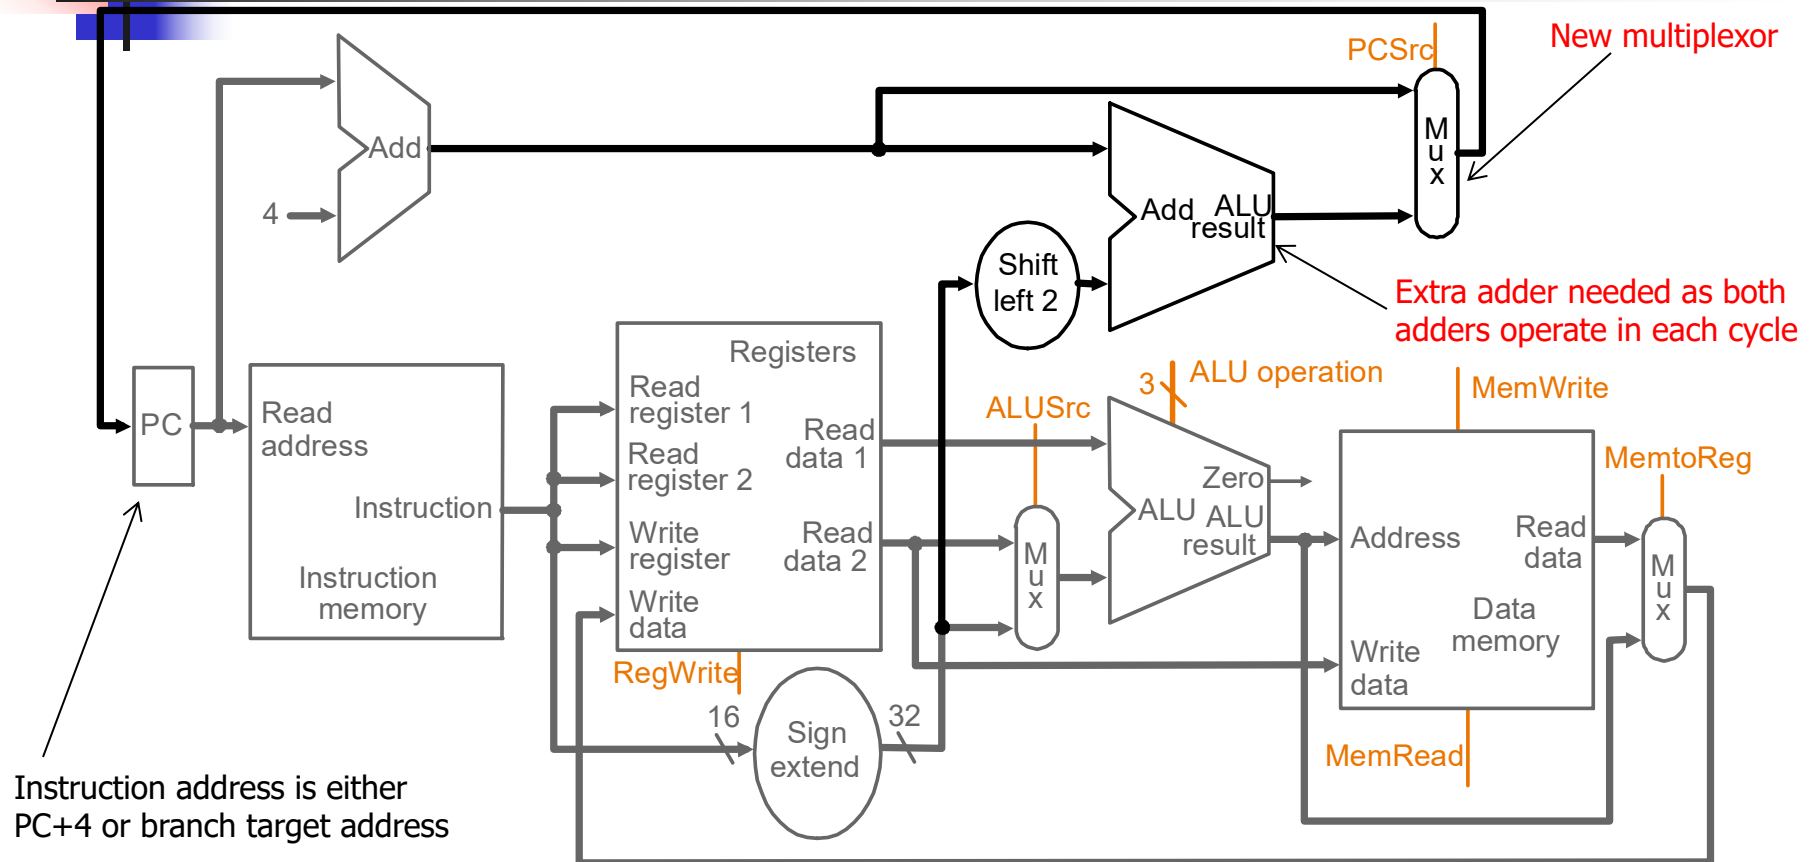 PCSrc
New multiplexor
Add
4
M
u
x
Add
ALU
result
Shift
left 2
Extra adder needed as both
adders operate in each cycle
PC
Read
address
Instruction
Instruction
memory
Registers
Read
register 1
Read
register 2
Write
register
Write
data
Read
data 1
Read
data 2
RegWrite
16
Sign
extend
32
ALUSrc
M
u
x
3
ALU operation
Zero
ALU
ALU
result
MemWrite
Address
Read
data
Data
memory
Write
data
MemRead
MemtoReg
M
u
x
Instruction address is either
PC+4 or branch target address